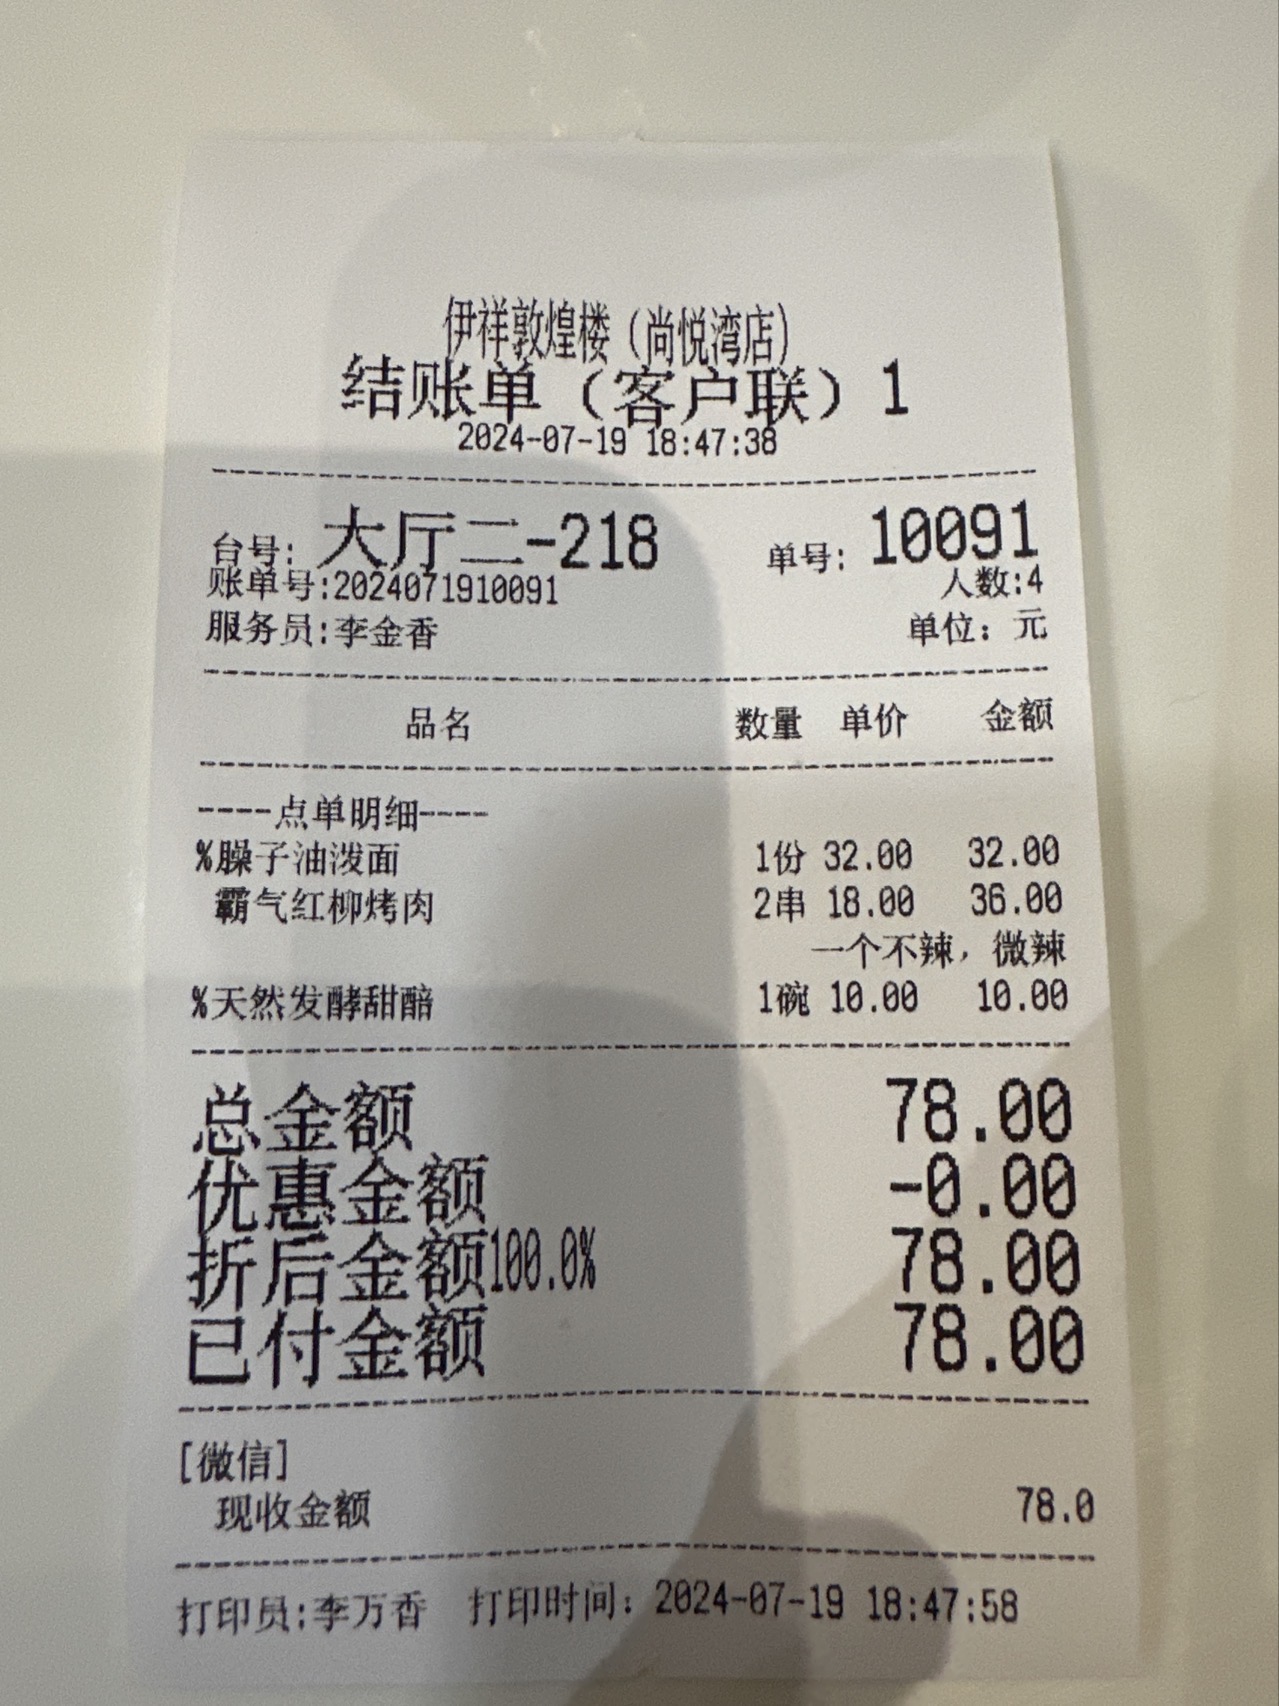 伊祥敦煌楼（尚悦湾店）
结账单（客户联）1
2024-07-19 18:47:38
台号: 大厅二-218 单号: 10091
账单号:2024071910091 人数:4
服务员:李金香 单位: 元
品名 数量 单价 金额
----点单明细----
%臊子油泼面 1份 32.00 32.00
霸气红柳烤肉 2串 18.00 36.00
一个不辣，微辣
%天然发酵甜醅 1碗 10.00 10.00
总金额 78.00
优惠金额 -0.00
折后金额100.0% 78.00
已付金额 78.00
[微信]
现收金额 78.0
打印员:李万香 打印时间: 2024-07-19 18:47:58